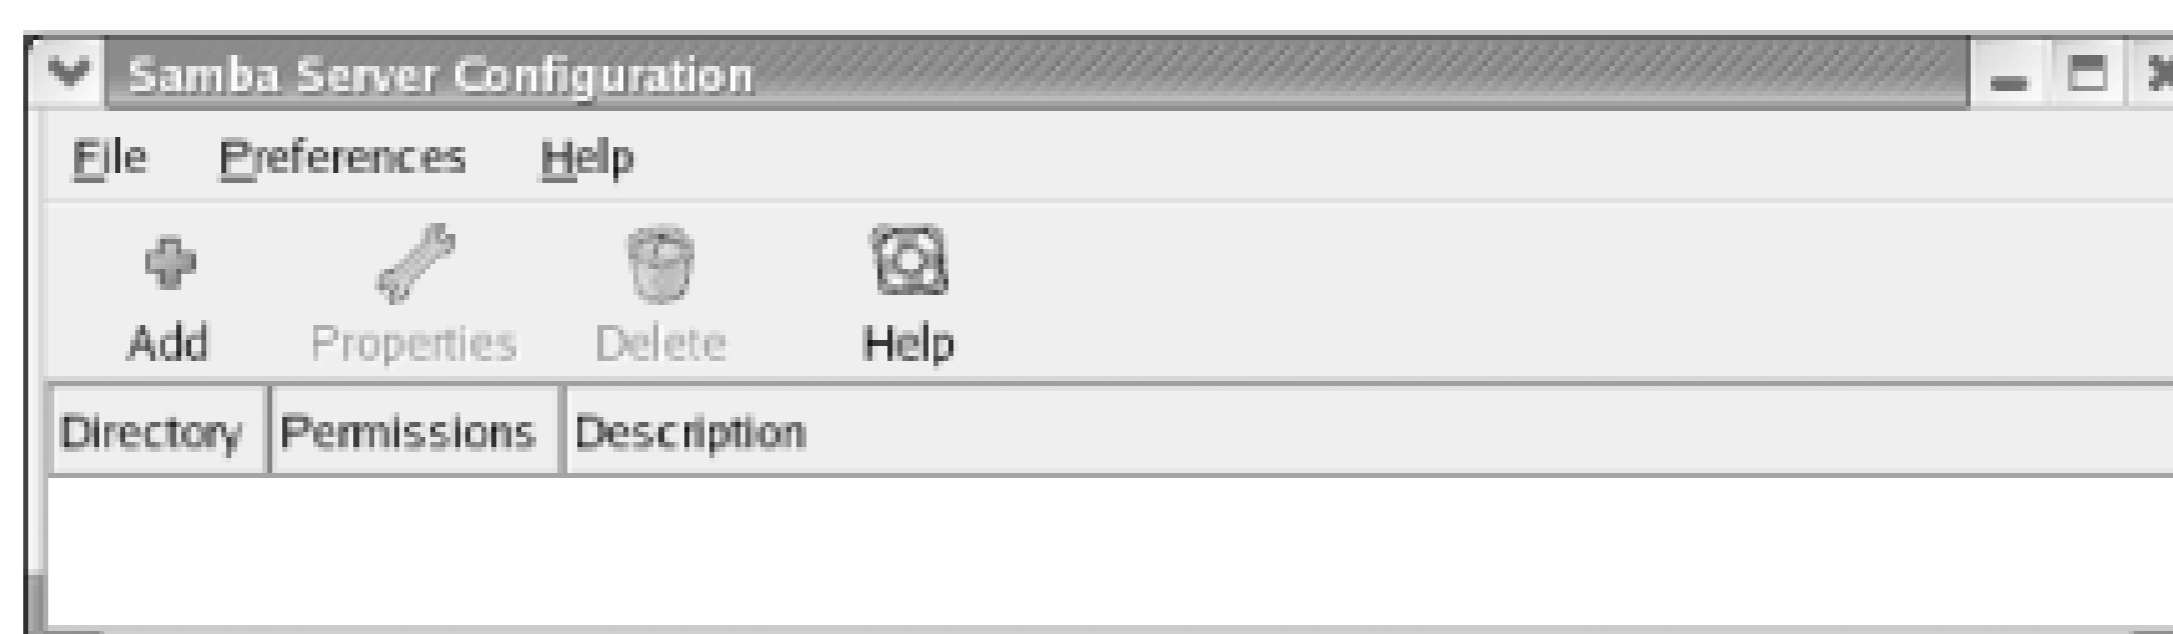 Samba Server Configuration
File Preferences Help
Add Properties Delete Help
Directory Permissions Description